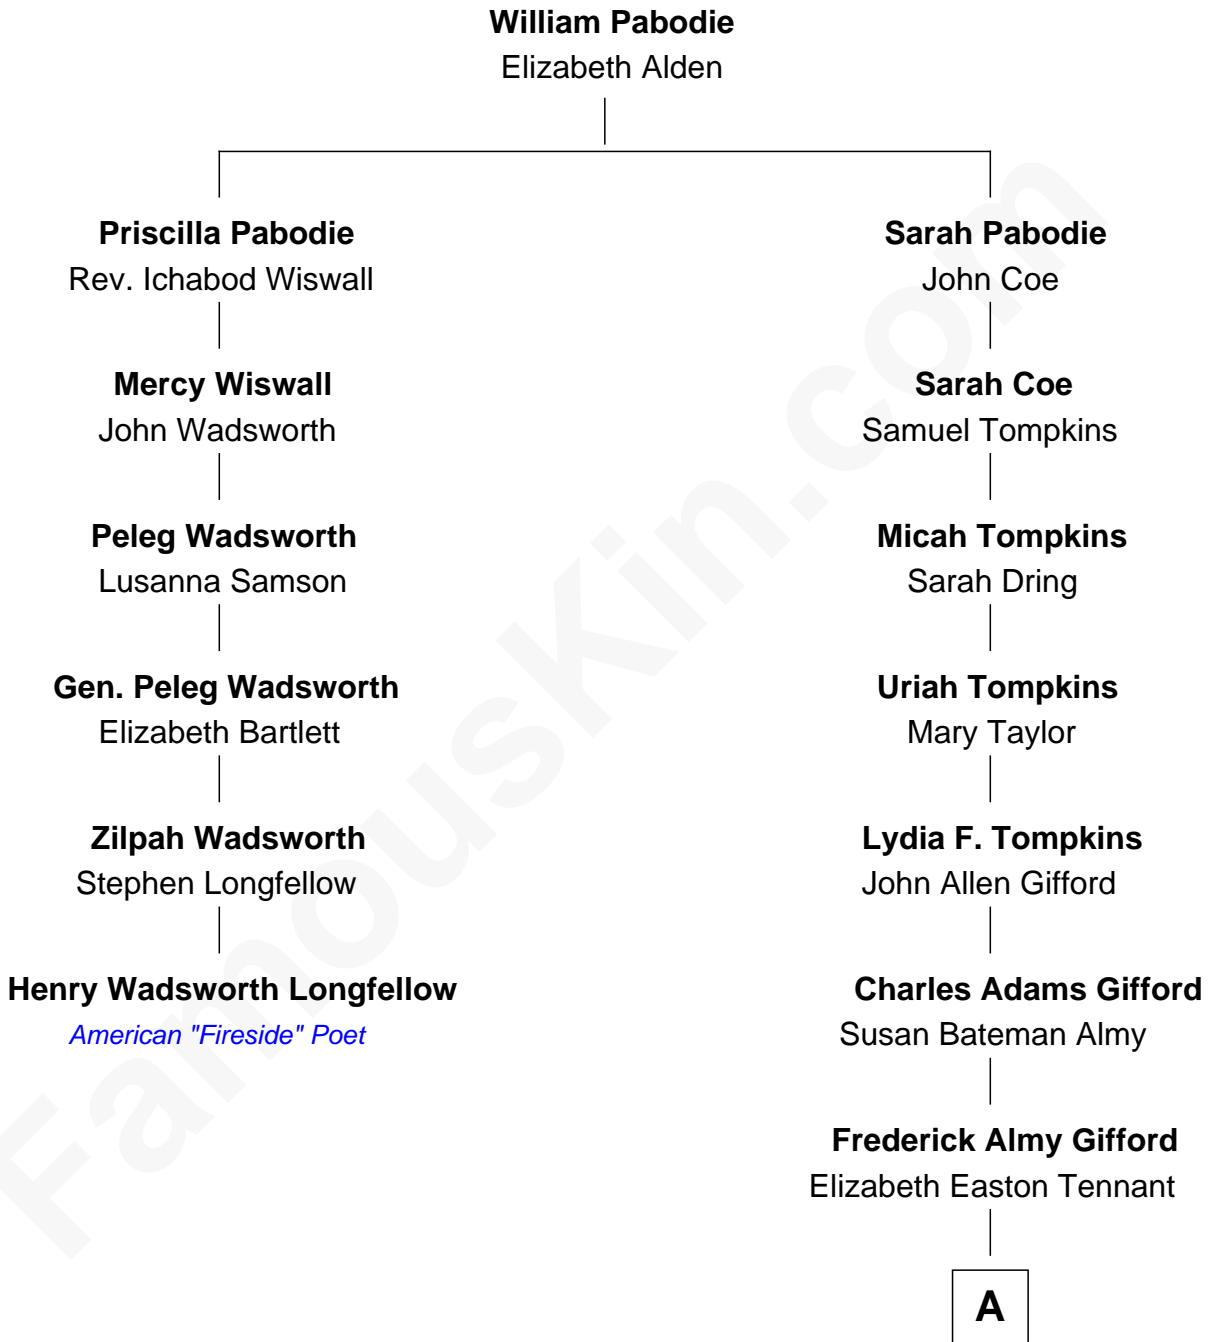 William Pabodie
Elizabeth Alden
Priscilla Pabodie
Rev. Ichabod Wiswall
Sarah Pabodie
John Coe
Mercy Wiswall
John Wadsworth
Sarah Coe
Samuel Tompkins
Peleg Wadsworth
Lusanna Samson
Micah Tompkins
Sarah Dring
Gen. Peleg Wadsworth
Elizabeth Bartlett
Uriah Tompkins
Mary Taylor
Zilpah Wadsworth
Stephen Longfellow
Lydia F. Tompkins
John Allen Gifford
Henry Wadsworth Longfellow
American "Fireside" Poet
Charles Adams Gifford
Susan Bateman Almy
Frederick Almy Gifford
Elizabeth Easton Tennant
A
FamousKin.com